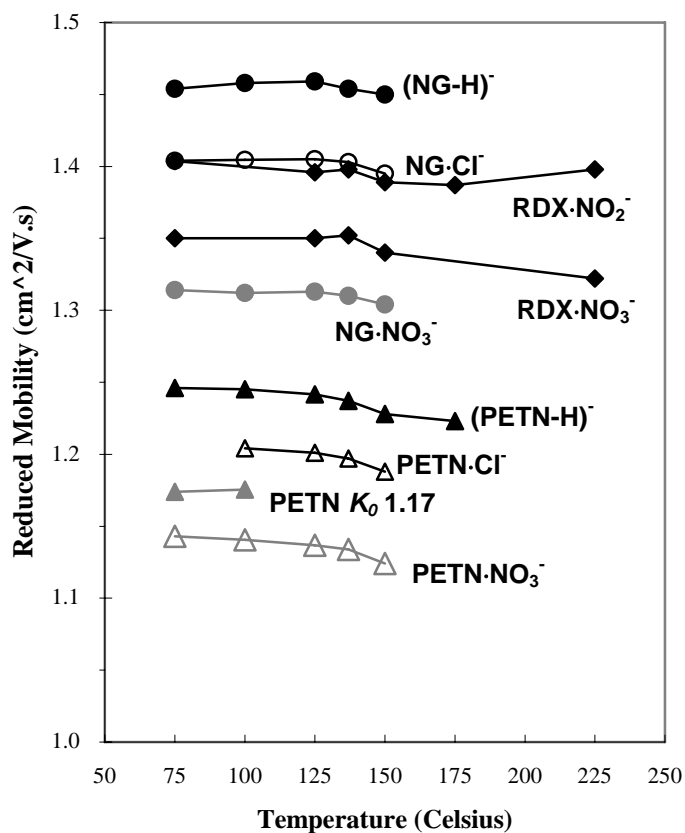 1.5
(NG-H)⁻
1.4
NG·Cl⁻
RDX·NO₂⁻
1.3
RDX·NO₃⁻
NG·NO₃⁻
(PETN-H)⁻
1.2
PETN·Cl⁻
PETN K₀ 1.17
PETN·NO₃⁻
1.1
1.0
50 75 100 125 150 175 200 225 250
Reduced Mobility (cm^2/V.s)
Temperature (Celsius)